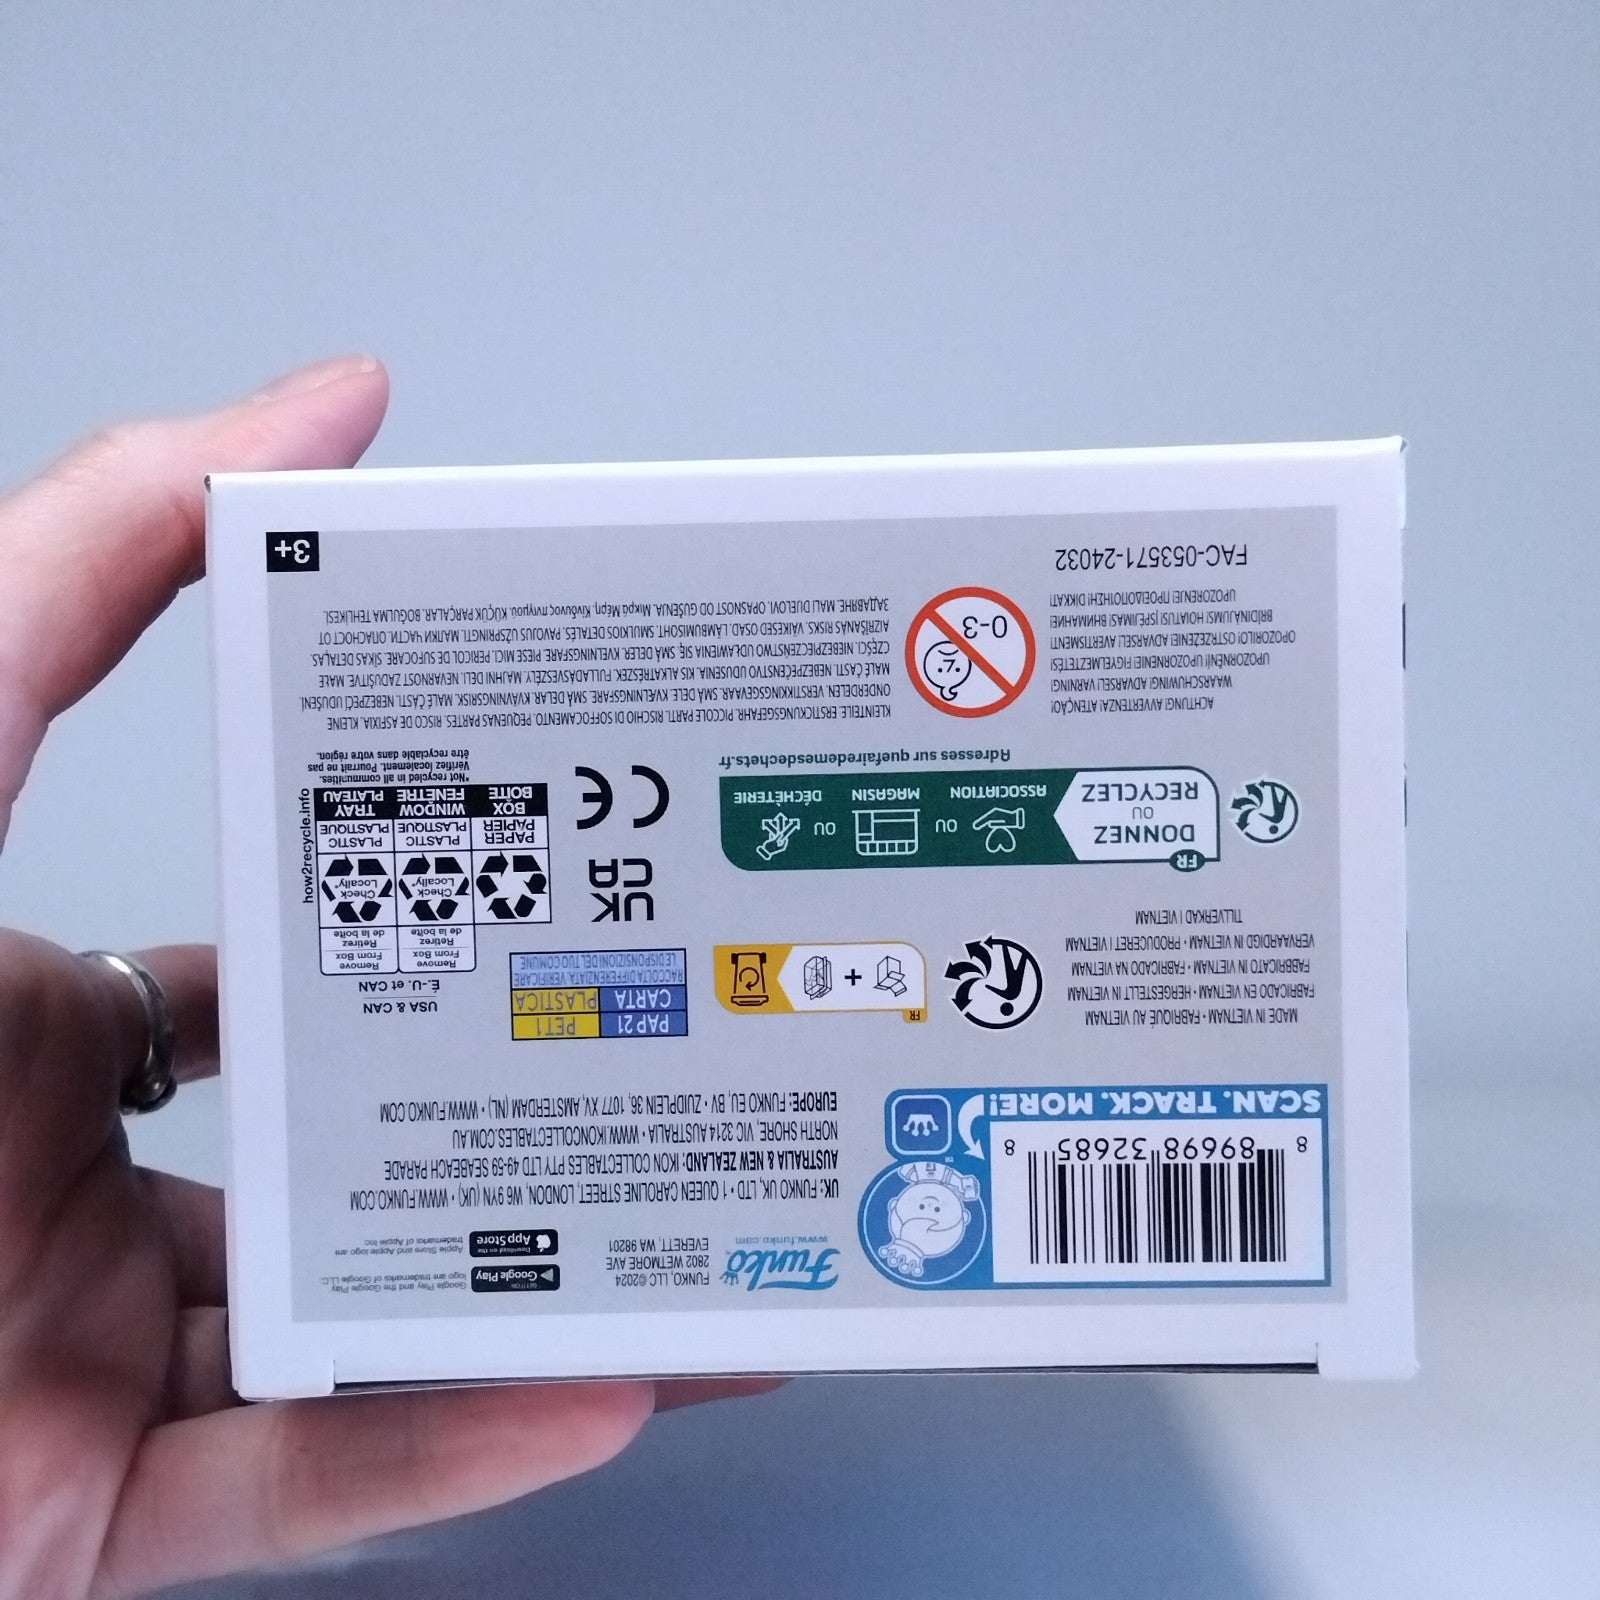 8 89698 32685 8
SCAN. TRACK. MORE!
Funko
www.funko.com
FUNKO, LLC ©2024
2802 WETMORE AVE
EVERETT, WA 98201
GET IT ON
Google Play
Google Play and the Google Play
logo are trademarks of Google LLC.
Download on the
App Store
Apple Store and Apple logo are
trademarks of Apple Inc
UK: FUNKO UK, LTD • 1 QUEEN CAROLINE STREET, LONDON, W6 9YN (UK) • WWW.FUNKO.COM
AUSTRALIA & NEW ZEALAND: IKON COLLECTABLES PTY LTD 49-59 SEABEACH PARADE
NORTH SHORE, VIC 3214 AUSTRALIA • WWW.IKONCOLLECTABLES.COM.AU
EUROPE: FUNKO EU, BV • ZUIDPLEIN 36, 1077 XV, AMSTERDAM (NL) • WWW.FUNKO.COM
MADE IN VIETNAM • FABRIQUÉ AU VIETNAM
FABRICADO EN VIETNAM • HERGESTELLT IN VIETNAM
FABBRICATO IN VIETNAM • FABRICADO NA VIETNAM
VERVAARDIGD IN VIETNAM • PRODUCERET I VIETNAM
TILLVERKAD I VIETNAM
FR
+
PAP 21
PET1
CARTA
PLASTICA
RACCOLTA DIFFERENZIATA. VERIFICARE
LE DISPOSIZIONI DEL TUO COMUNE
USA & CAN
É.-U. et CAN
Remove
From Box
Retirez
de la boîte
Remove
From Box
Retirez
de la boîte
Check
Locally*
Check
Locally*
PAPER
PAPIER
PLASTIC
PLASTIQUE
PLASTIC
PLASTIQUE
BOX
BOÎTE
WINDOW
FENÊTRE
TRAY
PLATEAU
how2recycle.info
*Not recycled in all communities.
Vérifiez localement. Pourrait ne pas
être recyclable dans votre région.
UK
CA
CE
FR
DONNEZ
OU
RECYCLEZ
ASSOCIATION
OU
MAGASIN
OU
DÉCHÈTERIE
Adresses sur quefairedemesdechets.fr
ACHTUNG! AVVERTENZA! ¡ATENÇÃO!
WAARSCHUWING! ADVARSEL! VARNING!
UPOZORNĚNÍ! UPOZORNENIE! FIGYELMEZTETÉS!
OPOZORILO! OSTRZEŻENIE! ADVARSEL! AVERTISMENT!
BRĪDINĀJUMS! HOIATUS! ĮSPĖJIMAS! ВНИМАНИЕ!
UPOZORENJE! ΠΡΟΕΙΔΟΠΟΙΗΣΗ! DIKKAT!
0-3
KLEINTEILE. ERSTICKUNGSGEFAHR. PICCOLE PARTI. RISCHIO DI SOFFOCAMENTO. PEQUENAS PARTES. RISCO DE ASFIXIA. KLEINE
ONDERDELEN. VERSTIKKINGSGEVAAR. SMÅ DELE. KVÆLNINGSFARE. SMÅ DELAR. KVÄVNINGSRISK. MALÉ ČÁSTI. NEBEZPEČÍ UDUŠENÍ.
MALÉ ČASTI. NEBEZPEČENSTVO UDUSENIA. KIS ALKATRÉSZEK. FULLADÁSVESZÉLY. MAJHNI DELI. NEVARNOST ZADUŠITVE. MAŁE
CZĘŚCI. NIEBEZPIECZEŃSTWO UDŁAWIENIA SIĘ. SMÅ DELER. KVELNINGSFARE. PIESE MICI. PERICOL DE SUFOCARE. SĪKAS DETAĻAS.
AIZRĪŠANĀS RISKS. VÄIKESED OSAD. LÄMBUMISOHT. SMULKIOS DETALĖS. PAVOJUS UŽSPRINGTI. МАЛКИ ЧАСТИ. ОПАСНОСТ ОТ
ЗАДАВЯНЕ. MALI DIJELOVI. OPASNOST OD GUŠENJA. Μικρά Μέρη. Κίνδυνος πνιγμού. KÜÇÜK PARÇALAR. BOĞULMA TEHLİKESİ.
FAC-053571-24032
3+